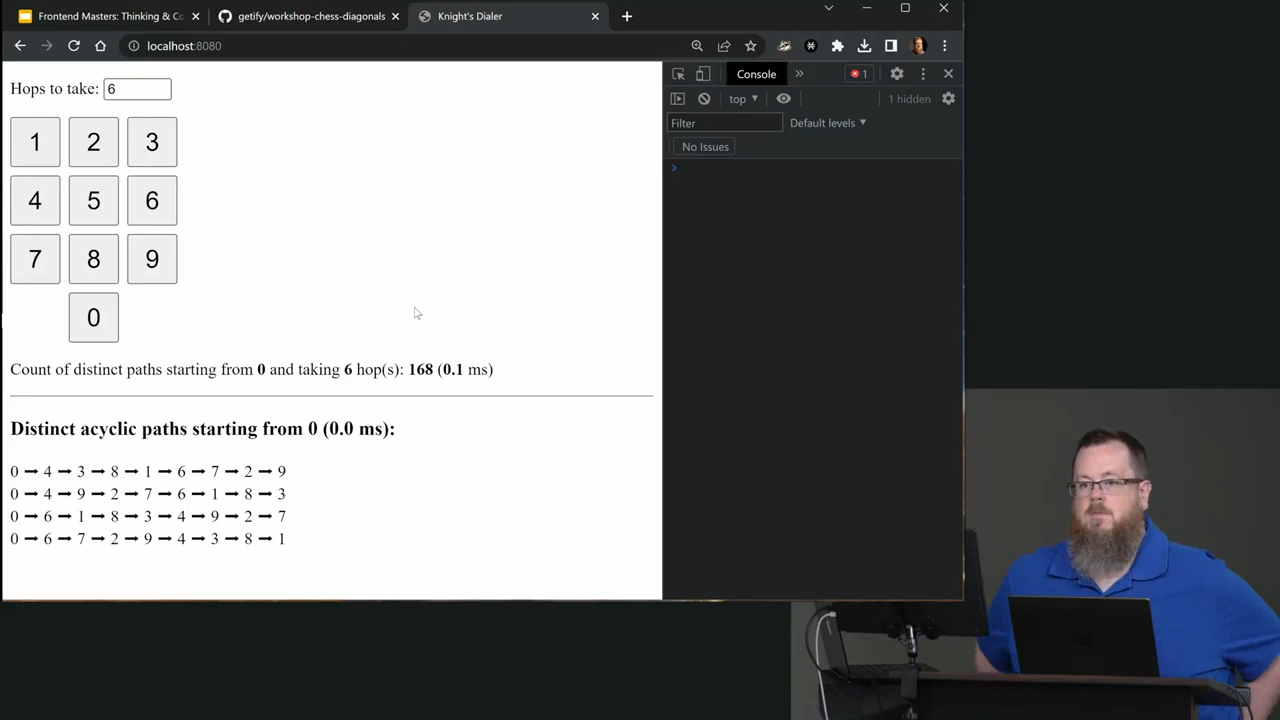 Frontend Masters: Thinking & Co
getify/workshop-chess-diagonals
Knight's Dialer
localhost:8080
Hops to take: 6
1 2 3
4 5 6
7 8 9
0
Count of distinct paths starting from 0 and taking 6 hop(s): 168 (0.1 ms)
Distinct acyclic paths starting from 0 (0.0 ms):
0 ➞ 4 ➞ 3 ➞ 8 ➞ 1 ➞ 6 ➞ 7 ➞ 2 ➞ 9
0 ➞ 4 ➞ 9 ➞ 2 ➞ 7 ➞ 6 ➞ 1 ➞ 8 ➞ 3
0 ➞ 6 ➞ 1 ➞ 8 ➞ 3 ➞ 4 ➞ 9 ➞ 2 ➞ 7
0 ➞ 6 ➞ 7 ➞ 2 ➞ 9 ➞ 4 ➞ 3 ➞ 8 ➞ 1
Console
1
top
1 hidden
Filter
Default levels
No Issues